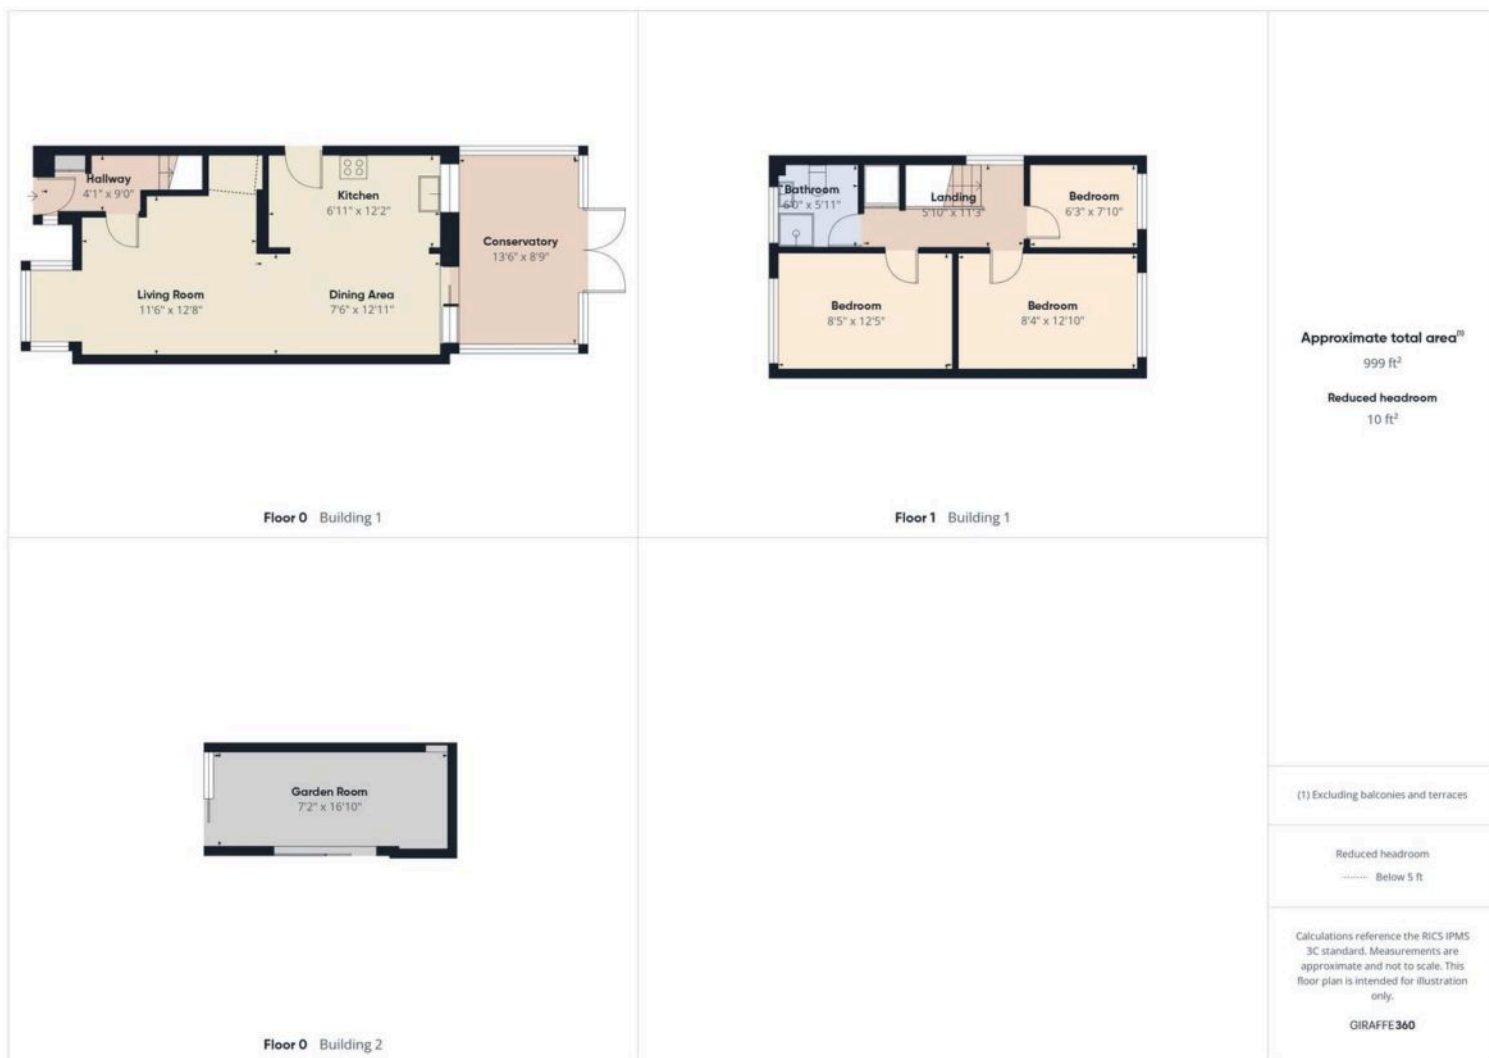 Hallway
4'1" x 9'0"
Kitchen
6'11" x 12'2"
Conservatory
13'6" x 8'9"
Living Room
11'6" x 12'8"
Dining Area
7'6" x 12'11"
Floor 0 Building 1
Bathroom
6'0" x 5'11"
Landing
5'10" x 11'3"
Bedroom
6'3" x 7'10"
Bedroom
8'5" x 12'5"
Bedroom
8'4" x 12'10"
Floor 1 Building 1
Garden Room
7'2" x 16'10"
Floor 0 Building 2
Approximate total area(1)
999 ft²
Reduced headroom
10 ft²
(1) Excluding balconies and terraces
Reduced headroom
Below 5 ft
Calculations reference the RICS IPMS
3C standard. Measurements are
approximate and not to scale. This
floor plan is intended for illustration
only.
GIRAFFE360